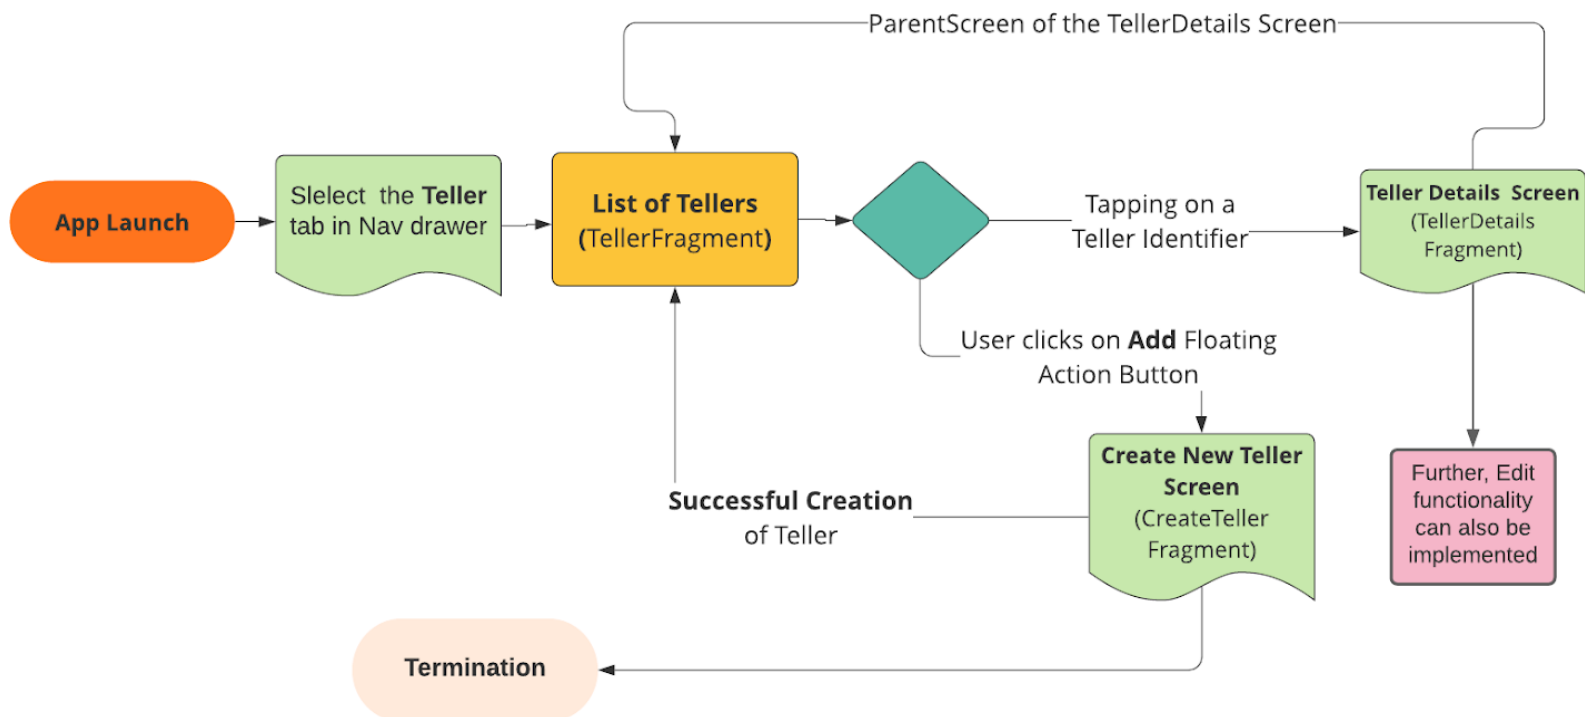 ParentScreen of the TellerDetails Screen
App Launch
Slelect the Teller
tab in Nav drawer
List of Tellers
(TellerFragment)
Tapping on a
Teller Identifier
Teller Details Screen
(TellerDetails
Fragment)
User clicks on Add Floating
Action Button
Create New Teller
Screen
(CreateTeller
Fragment)
Further, Edit
functionality
can also be
implemented
Successful Creation
of Teller
Termination